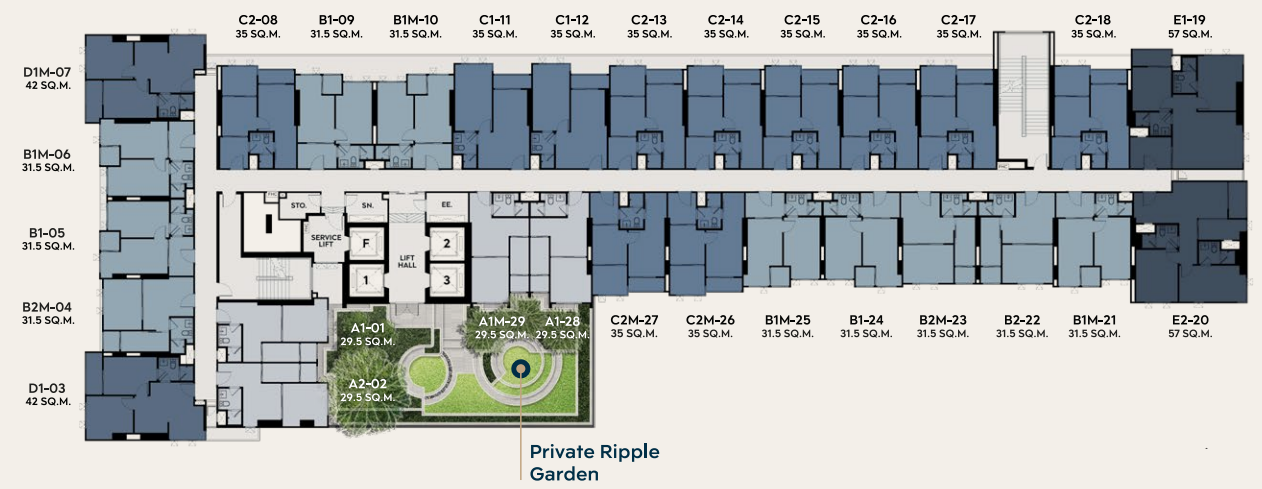 C2-08
35 SQ.M.
B1-09
31.5 SQ.M.
B1M-10
31.5 SQ.M.
C1-11
35 SQ.M.
C1-12
35 SQ.M.
C2-13
35 SQ.M.
C2-14
35 SQ.M.
C2-15
35 SQ.M.
C2-16
35 SQ.M.
C2-17
35 SQ.M.
C2-18
35 SQ.M.
E1-19
57 SQ.M.
D1M-07
42 SQ.M.
B1M-06
31.5 SQ.M.
B1-05
31.5 SQ.M.
B2M-04
31.5 SQ.M.
D1-03
42 SQ.M.
STO.
SN.
EE.
SERVICE
LIFT
F
LIFT
HALL
2
1
3
A1-01
29.5 SQ.M.
A2-02
29.5 SQ.M.
A1M-29
29.5 SQ.M.
A1-28
29.5 SQ.M.
C2M-27
35 SQ.M.
C2M-26
35 SQ.M.
B1M-25
31.5 SQ.M.
B1-24
31.5 SQ.M.
B2M-23
31.5 SQ.M.
B2-22
31.5 SQ.M.
B1M-21
31.5 SQ.M.
E2-20
57 SQ.M.
Private Ripple
Garden